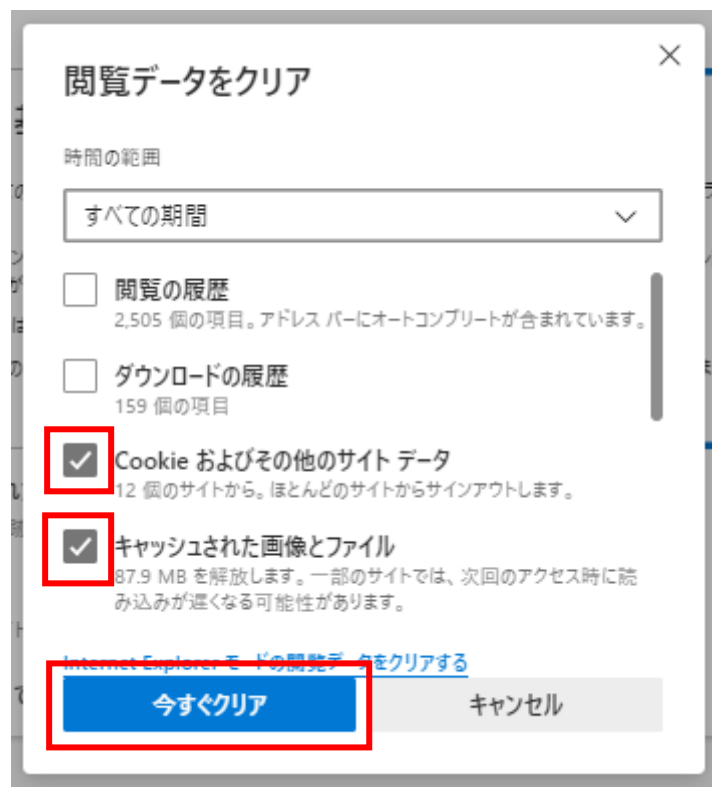 閲覧データをクリア
時間の範囲
すべての期間
閲覧の履歴
2,505 個の項目。アドレス バーにオートコンプリートが含まれています。
ダウンロードの履歴
159 個の項目
Cookie およびその他のサイト データ
12 個のサイトから。ほとんどのサイトからサインアウトします。
キャッシュされた画像とファイル
87.9 MB を解放します。一部のサイトでは、次回のアクセス時に読
み込みが遅くなる可能性があります。
Internet Explorer モードの閲覧データをクリアする
今すぐクリア
キャンセル